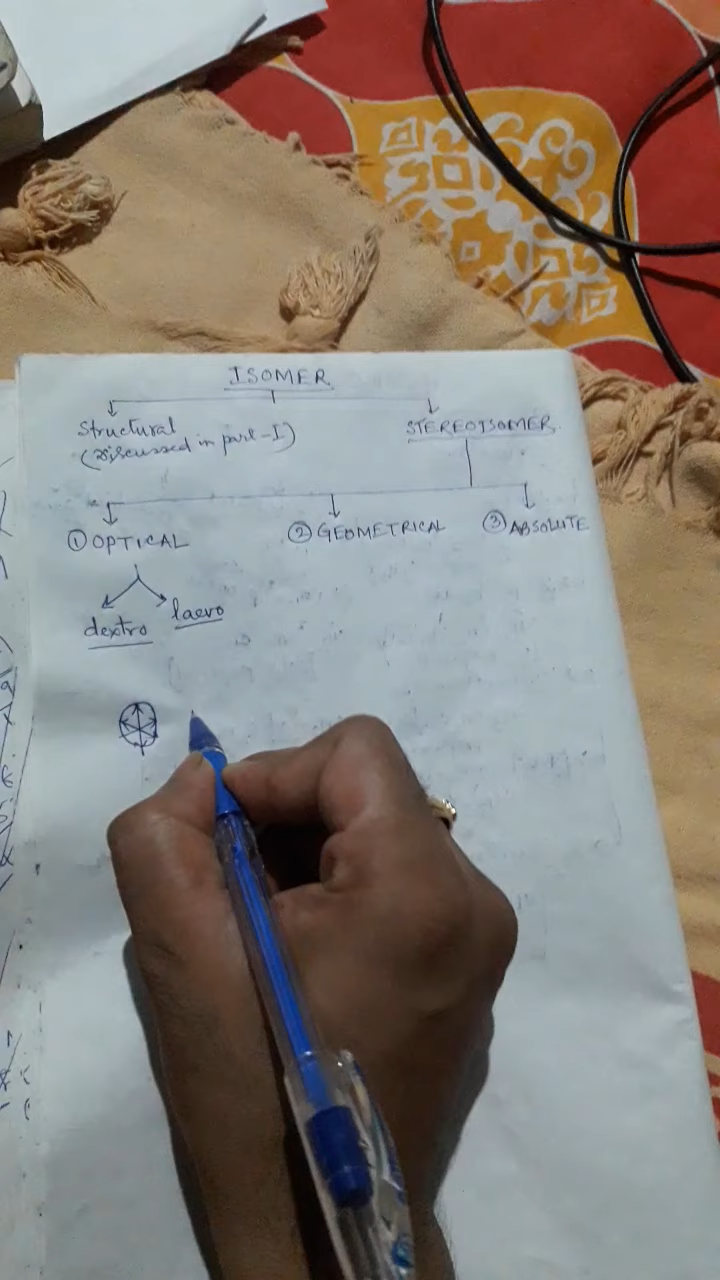 ISOMER
Structural
(Discussed in part-I)
STEREOISOMER
① OPTICAL
② GEOMETRICAL
③ ABSOLUTE
dextro
laevo